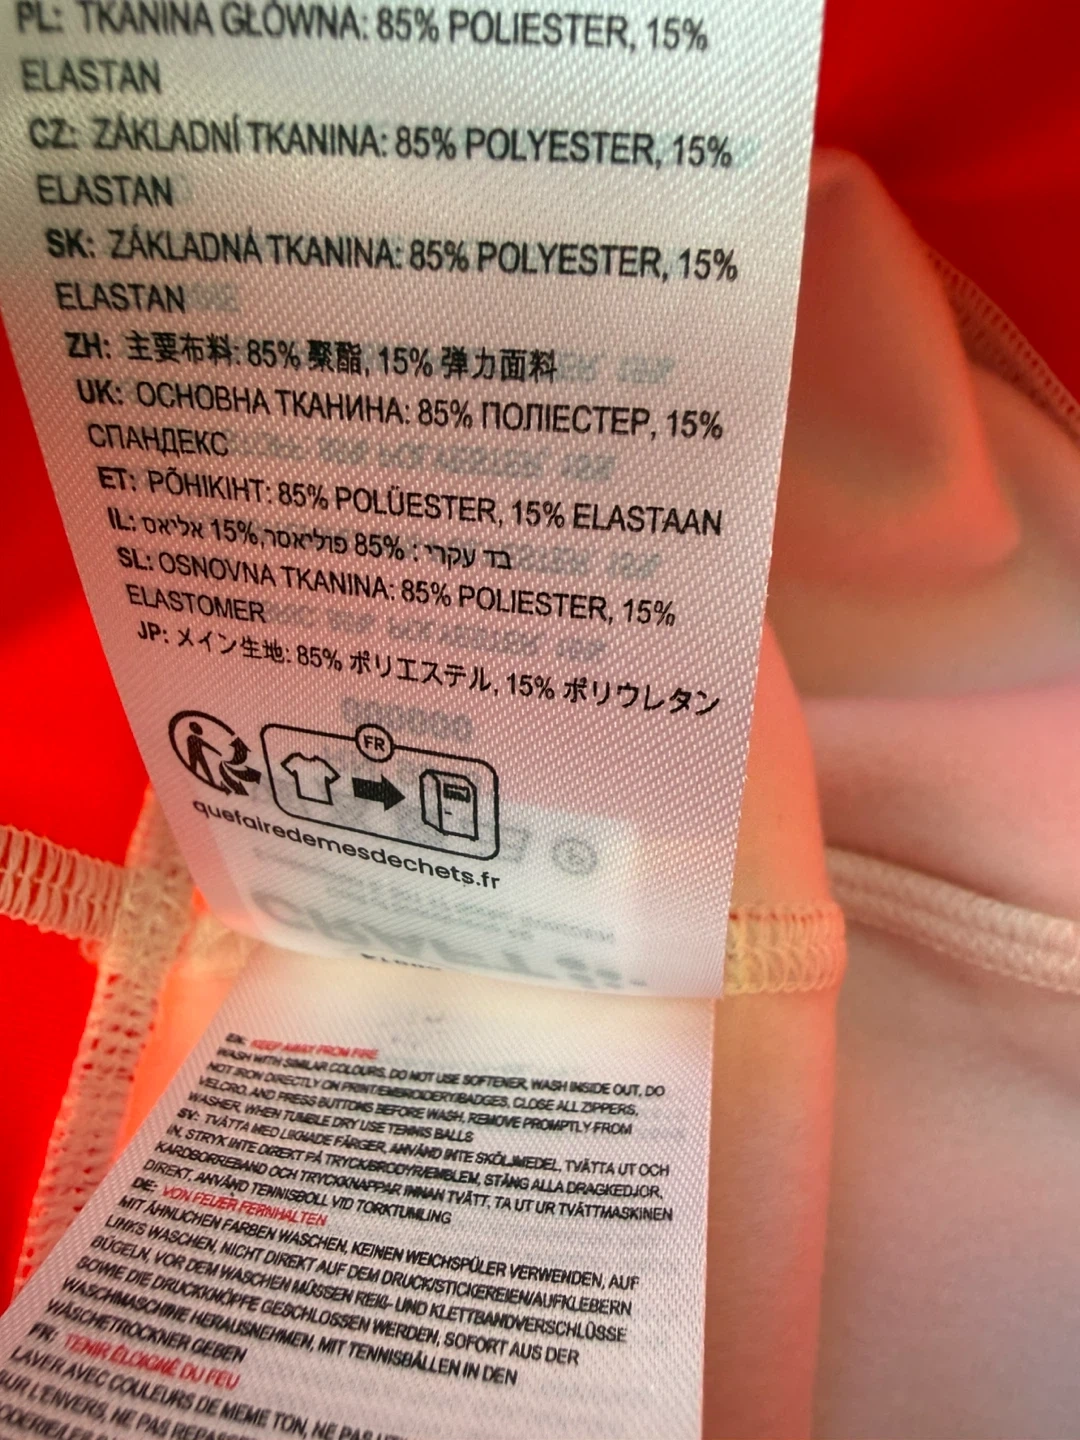 PL: TKANINA GŁÓWNA: 85% POLIESTER, 15%
ELASTAN
CZ: ZÁKLADNÍ TKANINA: 85% POLYESTER, 15%
ELASTAN
SK: ZÁKLADNÁ TKANINA: 85% POLYESTER, 15%
ELASTAN
ZH: 主要布料: 85% 聚酯, 15% 弹力面料
UK: ОСНОВНА ТКАНИНА: 85% ПОЛІЕСТЕР, 15%
СПАНДЕКС
ET: PÕHIKIHT: 85% POLÜESTER, 15% ELASTAAN
IL: בד עקרי: 85% פוליאסר, 15% אליאס
SL: OSNOVNA TKANINA: 85% POLIESTER, 15%
ELASTOMER
JP: メイン生地: 85% ポリエステル, 15% ポリウレタン
FR
quefairedemesdechets.fr
EN: KEEP AWAY FROM FIRE
WASH WITH SIMILAR COLOURS, DO NOT USE SOFTENER, WASH INSIDE OUT, DO
NOT IRON DIRECTLY ON PRINT/EMBROIDERY/BADGES, CLOSE ALL ZIPPERS,
VELCRO, AND PRESS BUTTONS BEFORE WASH, REMOVE PROMPTLY FROM
WASHER, WHEN TUMBLE DRY USE TENNIS BALLS
SV: TVÄTTA MED LIKNADE FÄRGER, ANVÄND INTE SKÖLJMEDEL, TVÄTTA UT OCH
IN, STRYK INTE DIREKT PÅ TRYCK/BRODYR/EMBLEM, STÄNG ALLA DRAGKEDJOR,
KARDBORREBAND OCH TRYCKKNAPPAR INNAN TVÄTT, TA UT UR TVÄTTMASKINEN
DIREKT, ANVÄND TENNISBOLL VID TORKTUMLING
DE: VON FEUER FERNHALTEN
MIT ÄHNLICHEN FARBEN WASCHEN, KEINEN WEICHSPÜLER VERWENDEN, AUF
LINKS WASCHEN, NICHT DIREKT AUF DEM DRUCK/STICKEREIEN/AUFKLEBERN
BÜGELN, VOR DEM WASCHEN MÜSSEN REIß- UND KLETTBANDVERSCHLÜSSE
SOWIE DIE DRUCKKNÖPFE GESCHLOSSEN WERDEN, SOFORT AUS DER
WASCHMASCHINE HERAUSNEHMEN, MIT TENNISBÄLLEN IN DEN
WÄSCHETROCKNER GEBEN
FR: TENIR ÉLOIGNÉ DU FEU
LAVER AVEC COULEURS DE MEME TON, NE PAS
SUR L'ENVERS, NE PAS